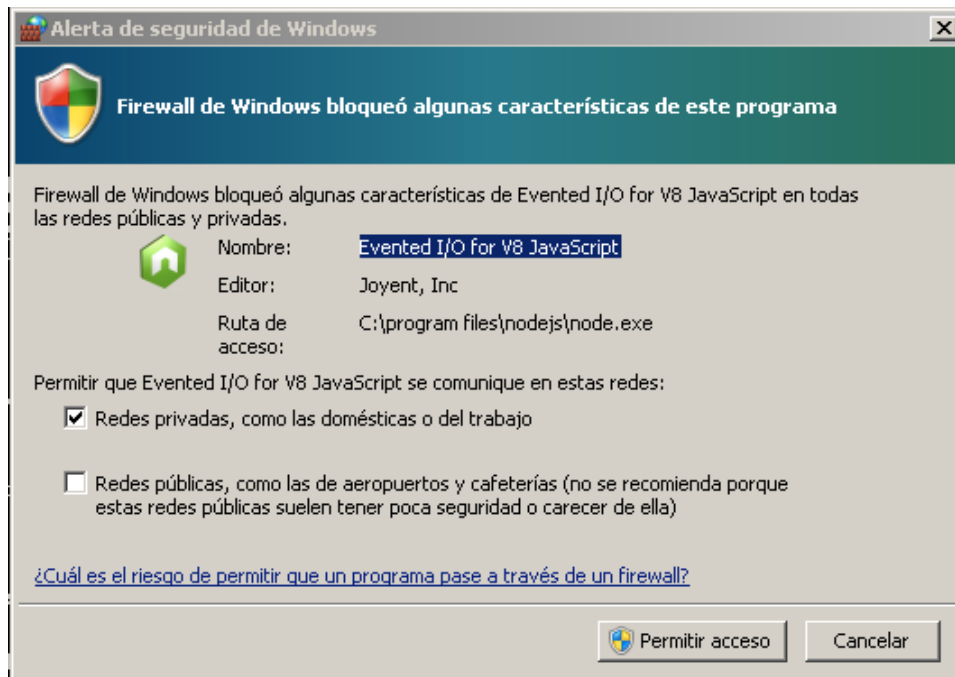 Alerta de seguridad de Windows
Firewall de Windows bloqueó algunas características de este programa
Firewall de Windows bloqueó algunas características de Evented I/O for V8 JavaScript en todas
las redes públicas y privadas.
Nombre: Evented I/O for V8 JavaScript
Editor: Joyent, Inc
Ruta de C:\program files\nodejs\node.exe
acceso:
Permitir que Evented I/O for V8 JavaScript se comunique en estas redes:
Redes privadas, como las domésticas o del trabajo
Redes públicas, como las de aeropuertos y cafeterías (no se recomienda porque
estas redes públicas suelen tener poca seguridad o carecer de ella)
¿Cuál es el riesgo de permitir que un programa pase a través de un firewall?
Permitir acceso Cancelar